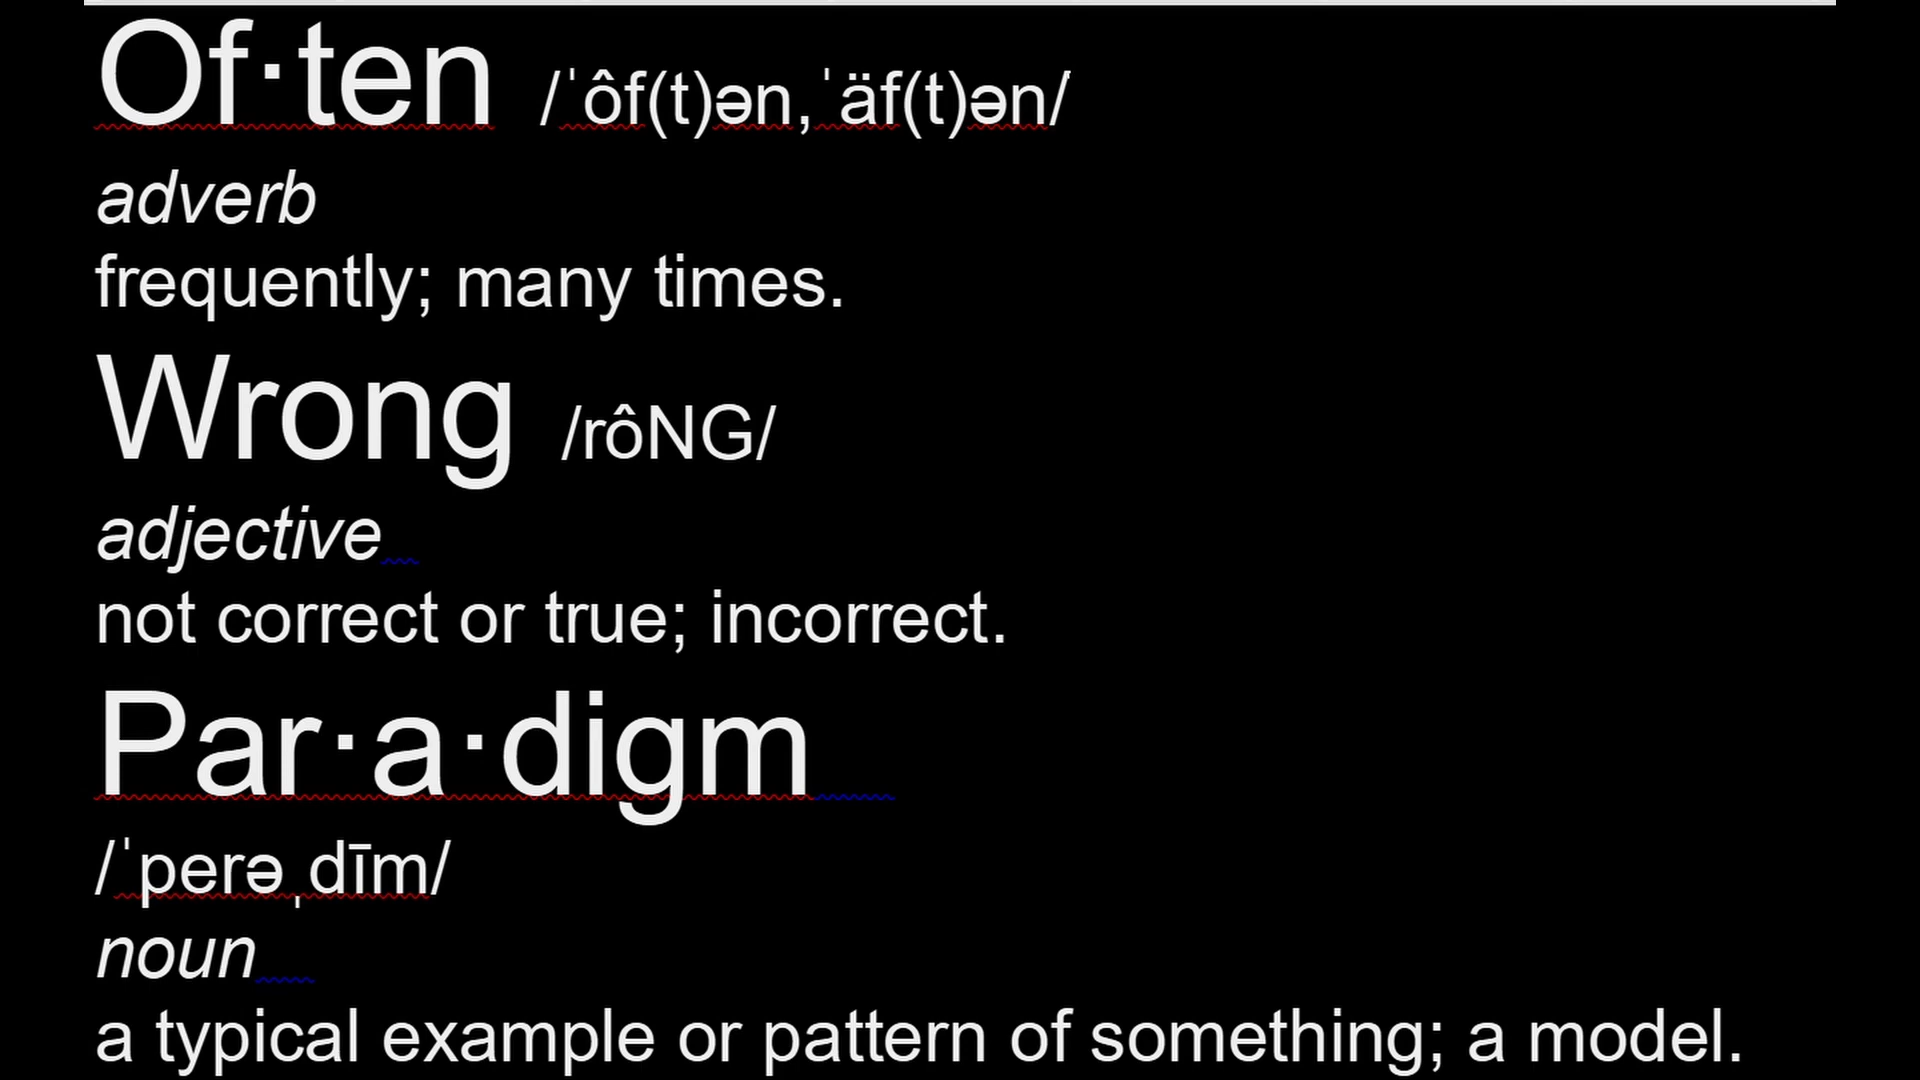 Of·ten /ˈôf(t)ən,ˈäf(t)ən/
adverb
frequently; many times.
Wrong /rôNG/
adjective
not correct or true; incorrect.
Par·a·digm
/ˈperəˌdīm/
noun
a typical example or pattern of something; a model.